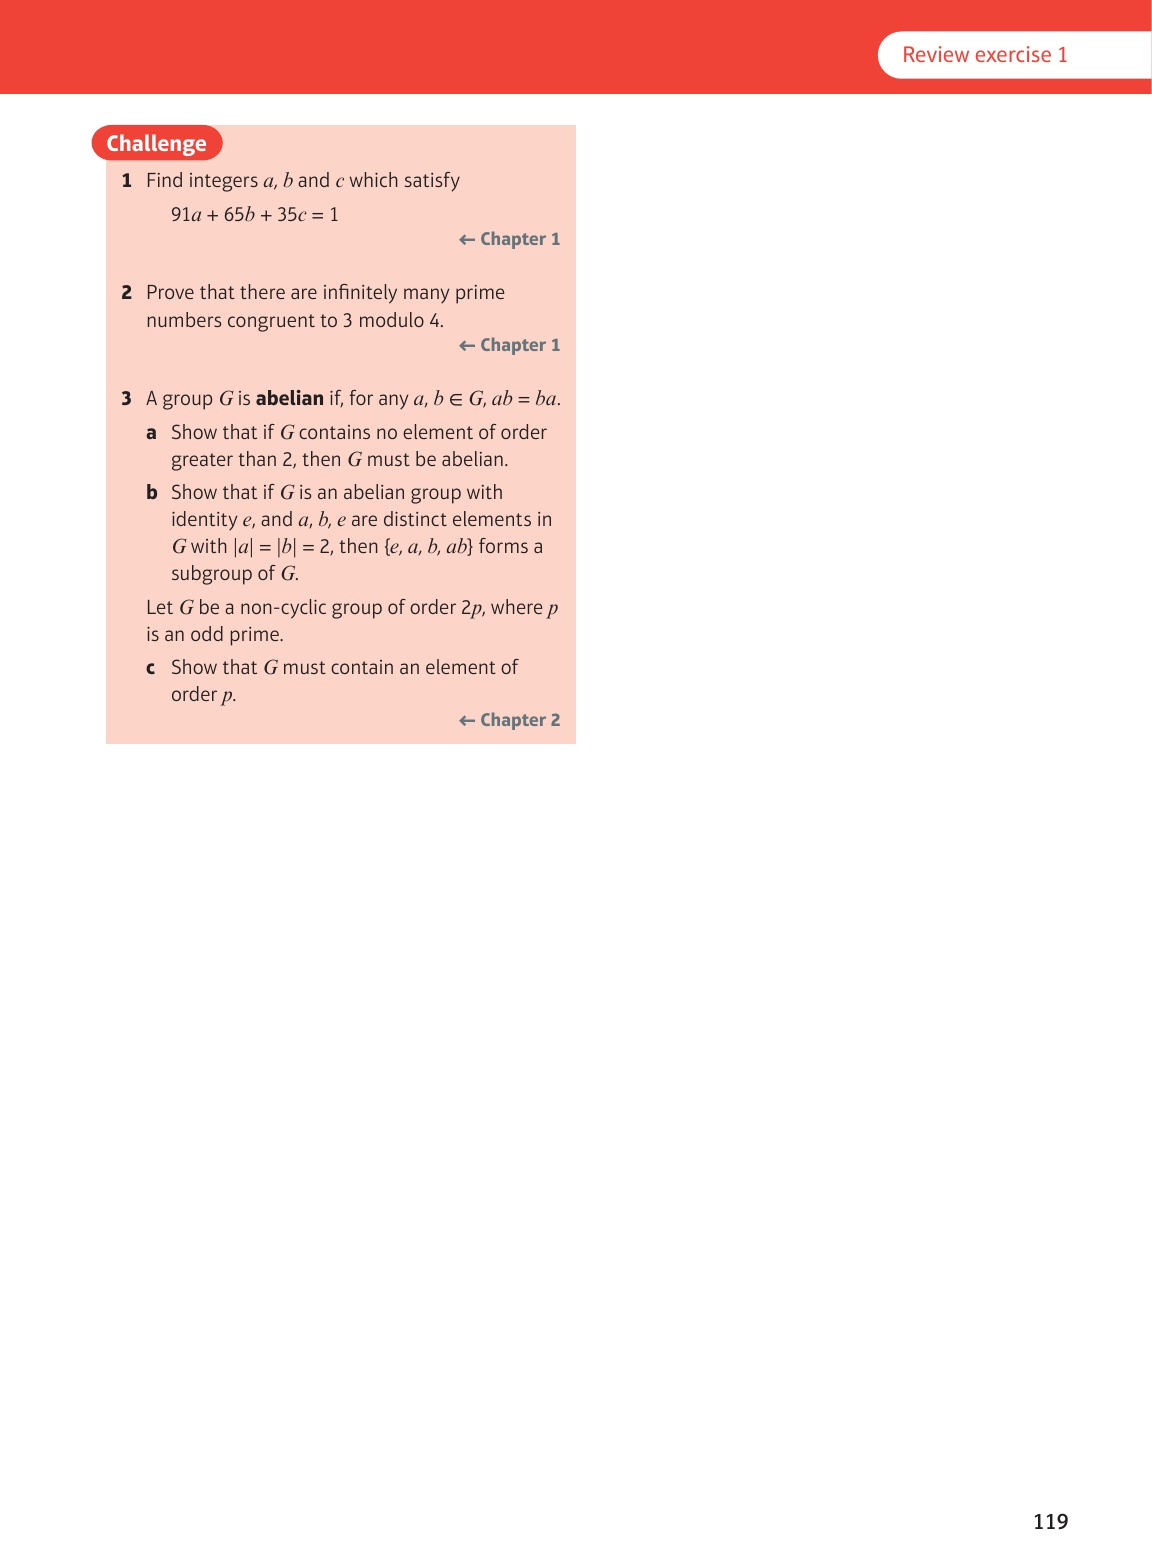 Review exercise 1
Challenge
1 Find integers a, b and c which satisfy
91a + 65b + 35c = 1
← Chapter 1
2 Prove that there are infinitely many prime
numbers congruent to 3 modulo 4.
← Chapter 1
3 A group G is abelian if, for any a, b ∈ G, ab = ba.
a Show that if G contains no element of order
greater than 2, then G must be abelian.
b Show that if G is an abelian group with
identity e, and a, b, e are distinct elements in
G with |a| = |b| = 2, then {e, a, b, ab} forms a
subgroup of G.
Let G be a non-cyclic group of order 2p, where p
is an odd prime.
c Show that G must contain an element of
order p.
← Chapter 2
119